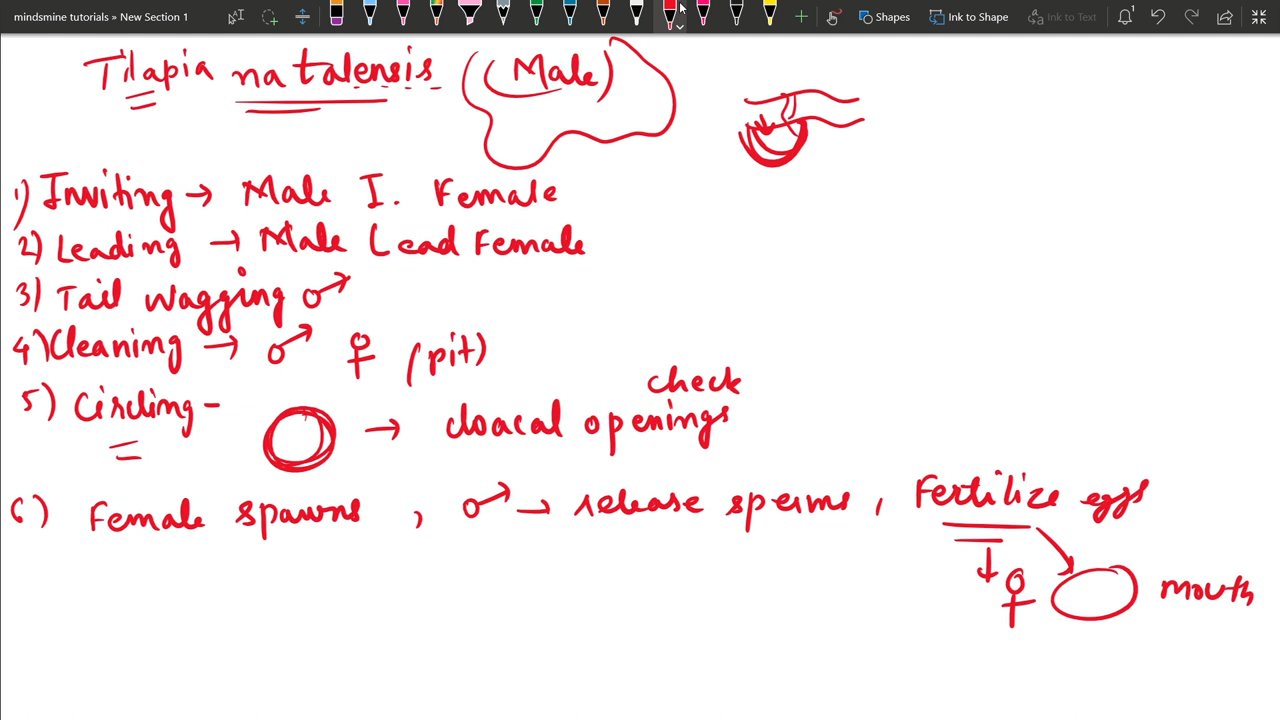 mindsmine tutorials » New Section 1
Shapes
Ink to Shape
Ink to Text
1
Tilapia natalensis (Male)
1) Inviting → Male I. Female
2) Leading → Male Lead Female
3) Tail wagging ♂
4) Cleaning → ♂ ♀ (pit)
check
5) Circling - → cloacal openings
6) Female spawns , ♂ → release sperms , Fertilize eggs
♀ mouth